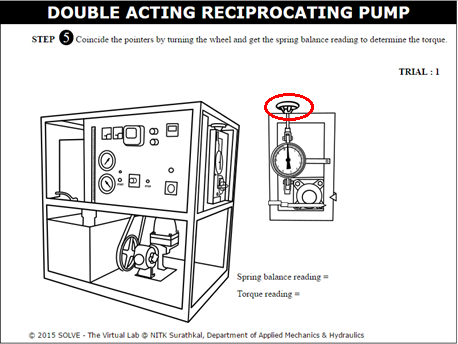 DOUBLE ACTING RECIPROCATING PUMP
STEP 5 Coincide the pointers by turning the wheel and get the spring balance reading to determine the torque.
TRIAL : 1
Spring balance reading =
Torque reading =
© 2015 SOLVE - The Virtual Lab @ NITK Surathkal, Department of Applied Mechanics & Hydraulics